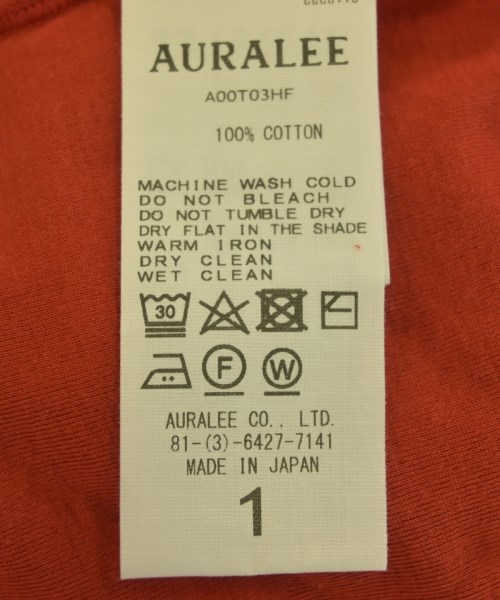 AURALEE
A00T03HF
100% COTTON
MACHINE WASH COLD
DO NOT BLEACH
DO NOT TUMBLE DRY
DRY FLAT IN THE SHADE
WARM IRON
DRY CLEAN
WET CLEAN
30
F W
AURALEE CO., LTD.
81-(3)-6427-7141
MADE IN JAPAN
1